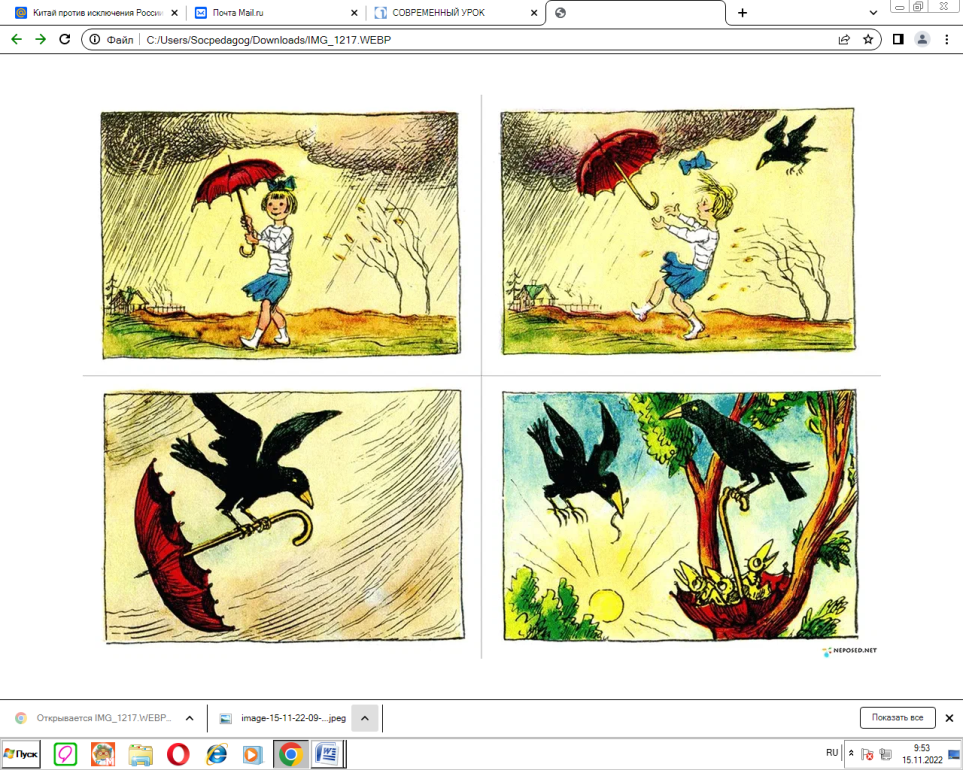 Китай против исключения России
Почта Mail.ru
СОВРЕМЕННЫЙ УРОК
Файл C:/Users/Socpedagog/Downloads/IMG_1217.WEBP
NEPOSED.NET
Открывается IMG_1217.WEBP...
image-15-11-22-09-...jpeg
Показать все
Пуск
RU
9:53
15.11.2022